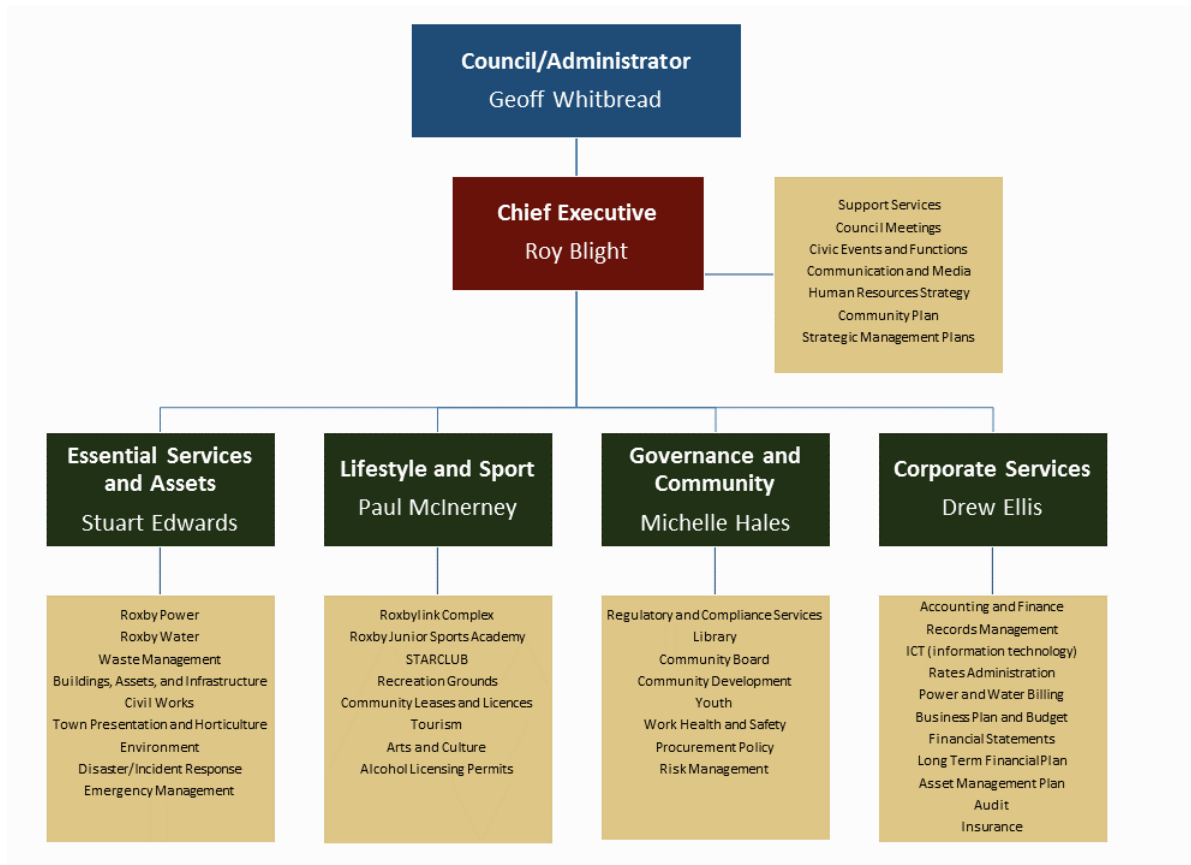 Council/Administrator
Geoff Whitbread
Chief Executive
Roy Blight
Support Services
Council Meetings
Civic Events and Functions
Communication and Media
Human Resources Strategy
Community Plan
Strategic Management Plans
Essential Services
and Assets
Stuart Edwards
Lifestyle and Sport
Paul McInerney
Governance and
Community
Michelle Hales
Corporate Services
Drew Ellis
Roxby Power
Roxby Water
Waste Management
Buildings, Assets, and Infrastructure
Civil Works
Town Presentation and Horticulture
Environment
Disaster/Incident Response
Emergency Management
Roxbylink Complex
Roxby Junior Sports Academy
STARCLUB
Recreation Grounds
Community Leases and Licences
Tourism
Arts and Culture
Alcohol Licensing Permits
Regulatory and Compliance Services
Library
Community Board
Community Development
Youth
Work Health and Safety
Procurement Policy
Risk Management
Accounting and Finance
Records Management
ICT (information technology)
Rates Administration
Power and Water Billing
Business Plan and Budget
Financial Statements
Long Term Financial Plan
Asset Management Plan
Audit
Insurance